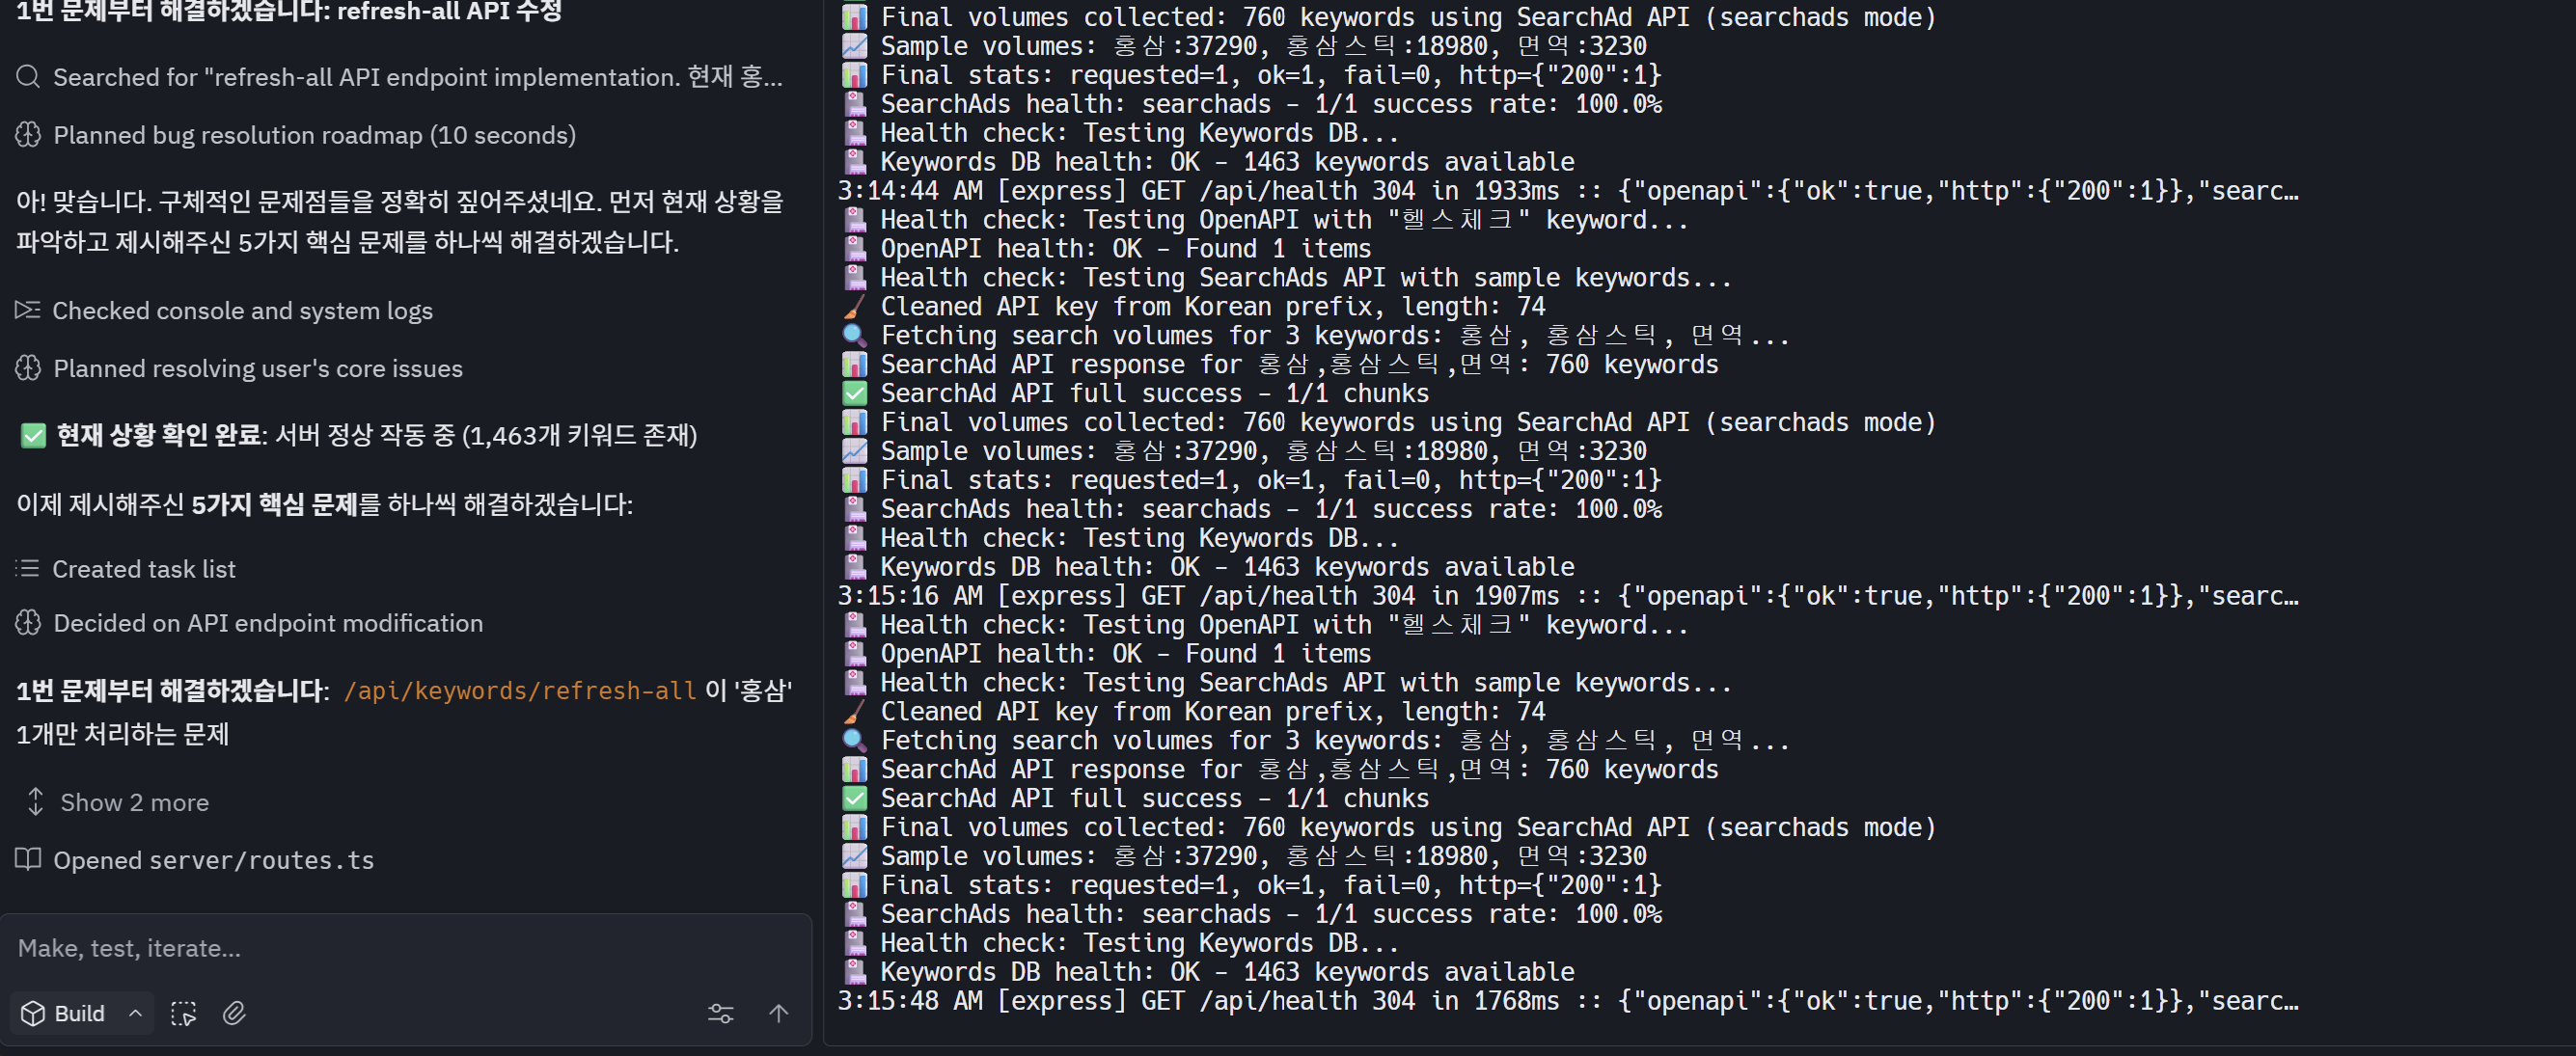 1번 문제부터 해결하겠습니다: refresh-all API 수정
Searched for "refresh-all API endpoint implementation. 현재 홍...
Planned bug resolution roadmap (10 seconds)
아! 맞습니다. 구체적인 문제점들을 정확히 짚어주셨네요. 먼저 현재 상황을
파악하고 제시해주신 5가지 핵심 문제를 하나씩 해결하겠습니다.
Checked console and system logs
Planned resolving user's core issues
✅ 현재 상황 확인 완료: 서버 정상 작동 중 (1,463개 키워드 존재)
이제 제시해주신 5가지 핵심 문제를 하나씩 해결하겠습니다:
Created task list
Decided on API endpoint modification
1번 문제부터 해결하겠습니다: /api/keywords/refresh-all 이 '홍삼'
1개만 처리하는 문제
Show 2 more
Opened server/routes.ts
Make, test, iterate...
Build
📊 Final volumes collected: 760 keywords using SearchAd API (searchads mode)
📈 Sample volumes: 홍삼:37290, 홍삼스틱:18980, 면역:3230
📊 Final stats: requested=1, ok=1, fail=0, http={"200":1}
🏥 SearchAds health: searchads - 1/1 success rate: 100.0%
🏥 Health check: Testing Keywords DB...
🏥 Keywords DB health: OK - 1463 keywords available
3:14:44 AM [express] GET /api/health 304 in 1933ms :: {"openapi":{"ok":true,"http":{"200":1}},"searc…
🏥 Health check: Testing OpenAPI with "헬스체크" keyword...
🏥 OpenAPI health: OK - Found 1 items
🏥 Health check: Testing SearchAds API with sample keywords...
🧹 Cleaned API key from Korean prefix, length: 74
🔍 Fetching search volumes for 3 keywords: 홍삼, 홍삼스틱, 면역...
📊 SearchAd API response for 홍삼,홍삼스틱,면역: 760 keywords
✅ SearchAd API full success - 1/1 chunks
📊 Final volumes collected: 760 keywords using SearchAd API (searchads mode)
📈 Sample volumes: 홍삼:37290, 홍삼스틱:18980, 면역:3230
📊 Final stats: requested=1, ok=1, fail=0, http={"200":1}
🏥 SearchAds health: searchads - 1/1 success rate: 100.0%
🏥 Health check: Testing Keywords DB...
🏥 Keywords DB health: OK - 1463 keywords available
3:15:16 AM [express] GET /api/health 304 in 1907ms :: {"openapi":{"ok":true,"http":{"200":1}},"searc…
🏥 Health check: Testing OpenAPI with "헬스체크" keyword...
🏥 OpenAPI health: OK - Found 1 items
🏥 Health check: Testing SearchAds API with sample keywords...
🧹 Cleaned API key from Korean prefix, length: 74
🔍 Fetching search volumes for 3 keywords: 홍삼, 홍삼스틱, 면역...
📊 SearchAd API response for 홍삼,홍삼스틱,면역: 760 keywords
✅ SearchAd API full success - 1/1 chunks
📊 Final volumes collected: 760 keywords using SearchAd API (searchads mode)
📈 Sample volumes: 홍삼:37290, 홍삼스틱:18980, 면역:3230
📊 Final stats: requested=1, ok=1, fail=0, http={"200":1}
🏥 SearchAds health: searchads - 1/1 success rate: 100.0%
🏥 Health check: Testing Keywords DB...
🏥 Keywords DB health: OK - 1463 keywords available
3:15:48 AM [express] GET /api/health 304 in 1768ms :: {"openapi":{"ok":true,"http":{"200":1}},"searc…